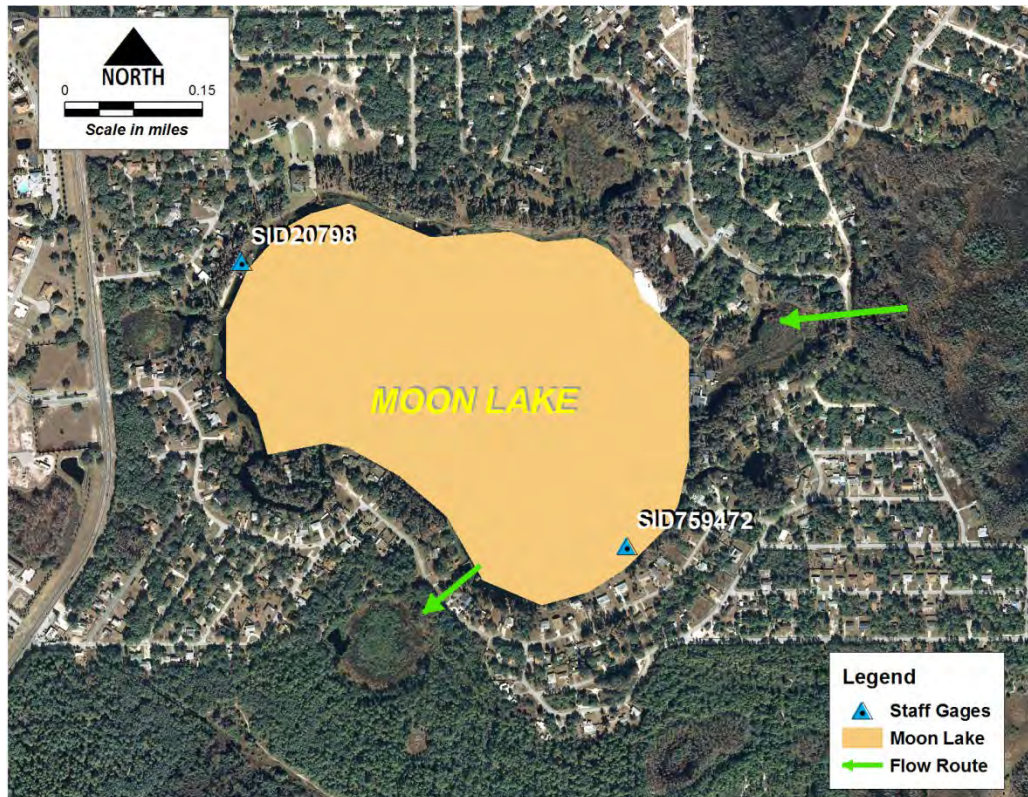 NORTH
0 0.15
Scale in miles
SID20798
MOON LAKE
SID759472
Legend
Staff Gages
Moon Lake
Flow Route